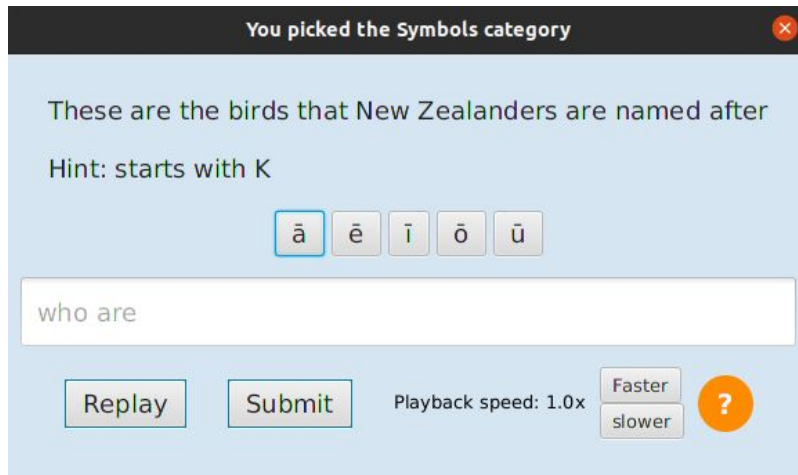 You picked the Symbols category
These are the birds that New Zealanders are named after
Hint: starts with K
ā ē ī ō ū
who are
Replay Submit Playback speed: 1.0x Faster slower ?